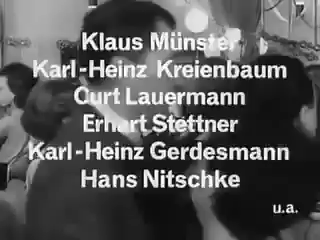 Klaus Münster
Karl-Heinz Kreienbaum
Curt Lauermann
Erhart Stettner
Karl-Heinz Gerdesmann
Hans Nitschke
u.a.